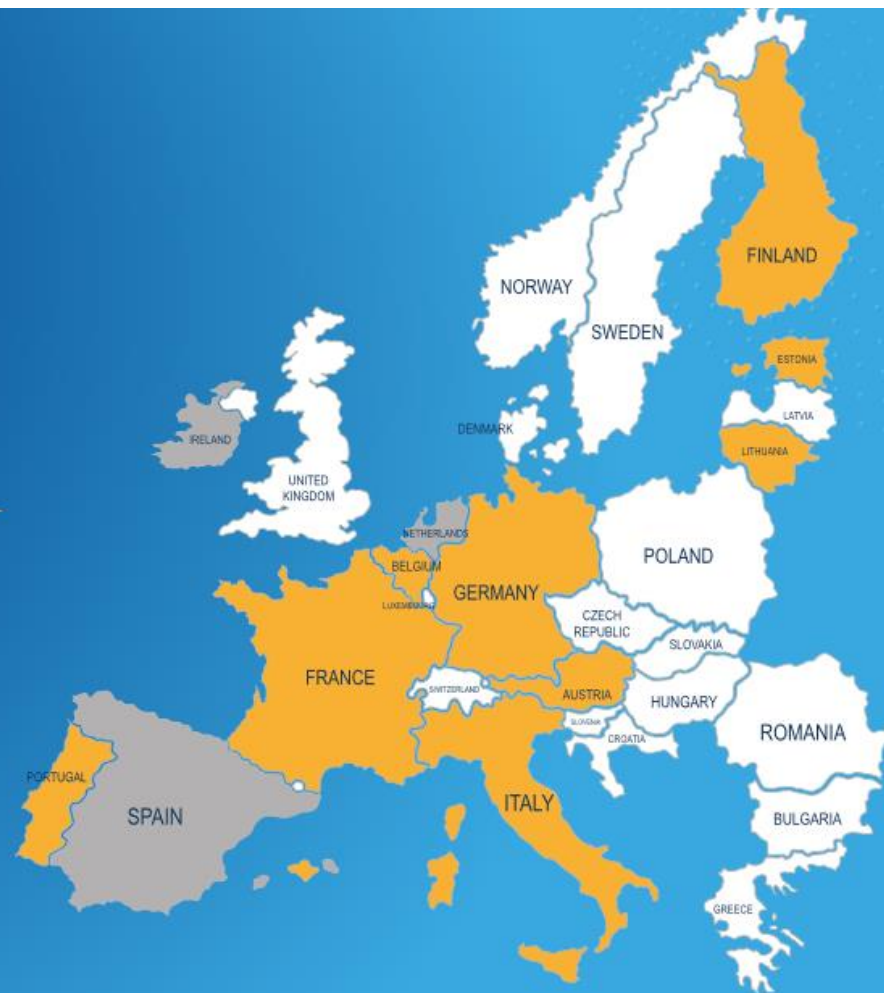 FINLAND
NORWAY
SWEDEN
ESTONIA
LATVIA
DENMARK
IRELAND
LITHUANIA
UNITED
KINGDOM
NETHERLANDS
POLAND
BELGIUM
GERMANY
LUXEMBOURG
CZECH
REPUBLIC
SLOVAKIA
FRANCE
SWITZERLAND
AUSTRIA
HUNGARY
SLOVENIA
ROMANIA
CROATIA
PORTUGAL
ITALY
SPAIN
BULGARIA
GREECE